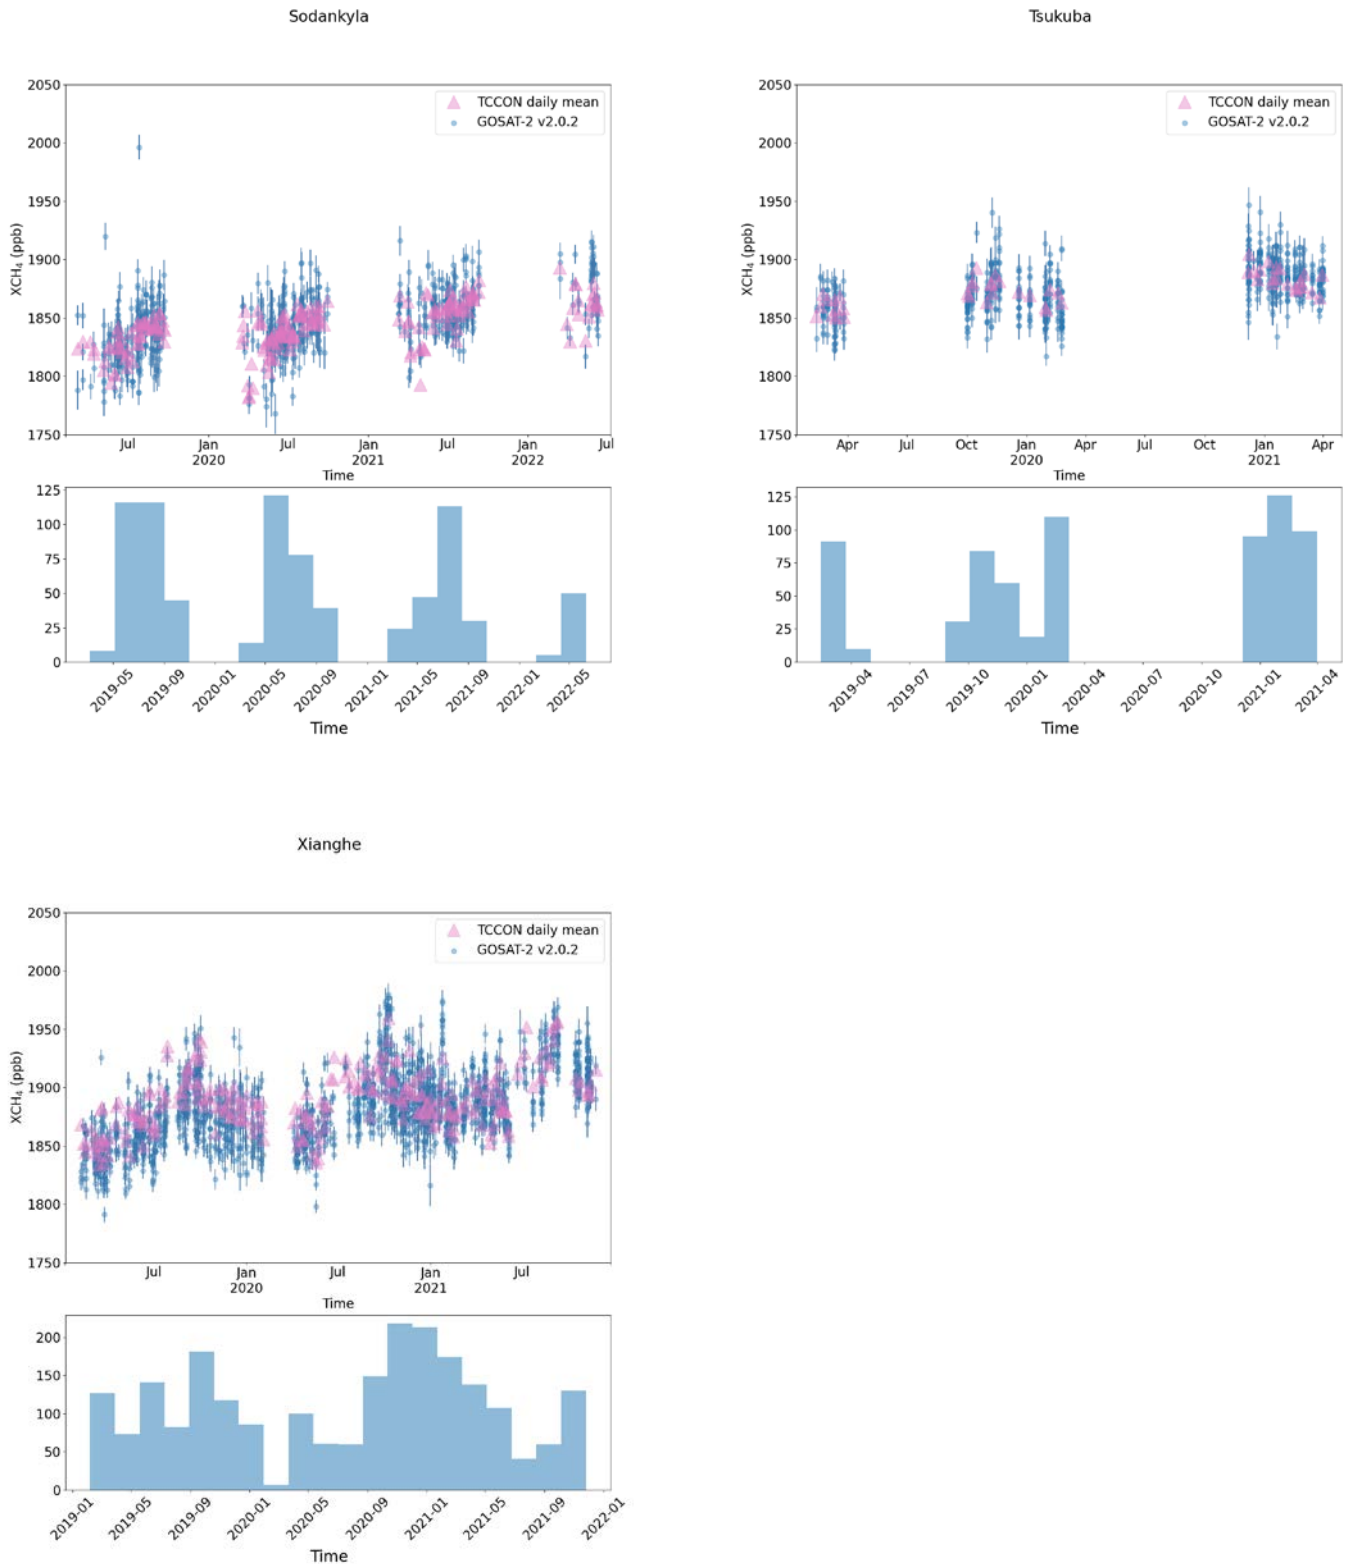 Sodankyla
2050
2000
1950
1900
1850
1800
1750
XCH₄ (ppb)
TCCON daily mean
GOSAT-2 v2.0.2
Jul Jan Jul Jan Jul Jan Jul
2020 2021 2022
Time
125
100
75
50
25
0
2019-05 2019-09 2020-01 2020-05 2020-09 2021-01 2021-05 2021-09 2022-01 2022-05
Time
Tsukuba
2050
2000
1950
1900
1850
1800
1750
XCH₄ (ppb)
TCCON daily mean
GOSAT-2 v2.0.2
Apr Jul Oct Jan Apr Jul Oct Jan Apr
2020 2021
Time
125
100
75
50
25
0
2019-04 2019-07 2019-10 2020-01 2020-04 2020-07 2020-10 2021-01 2021-04
Time
Xianghe
2050
2000
1950
1900
1850
1800
1750
XCH₄ (ppb)
TCCON daily mean
GOSAT-2 v2.0.2
Jul Jan Jul Jan Jul
2020 2021
Time
200
150
100
50
0
2019-01 2019-05 2019-09 2020-01 2020-05 2020-09 2021-01 2021-05 2021-09 2022-01
Time